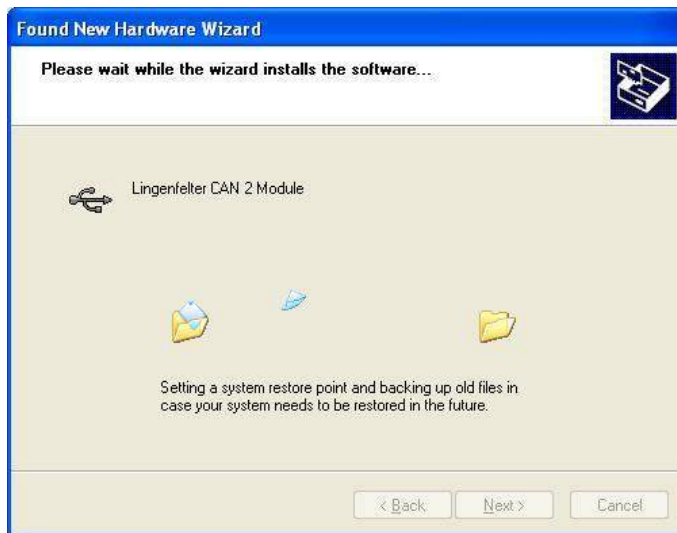 Found New Hardware Wizard
Please wait while the wizard installs the software...
Lingenfelter CAN 2 Module
Setting a system restore point and backing up old files in
case your system needs to be restored in the future.
< Back Next > Cancel